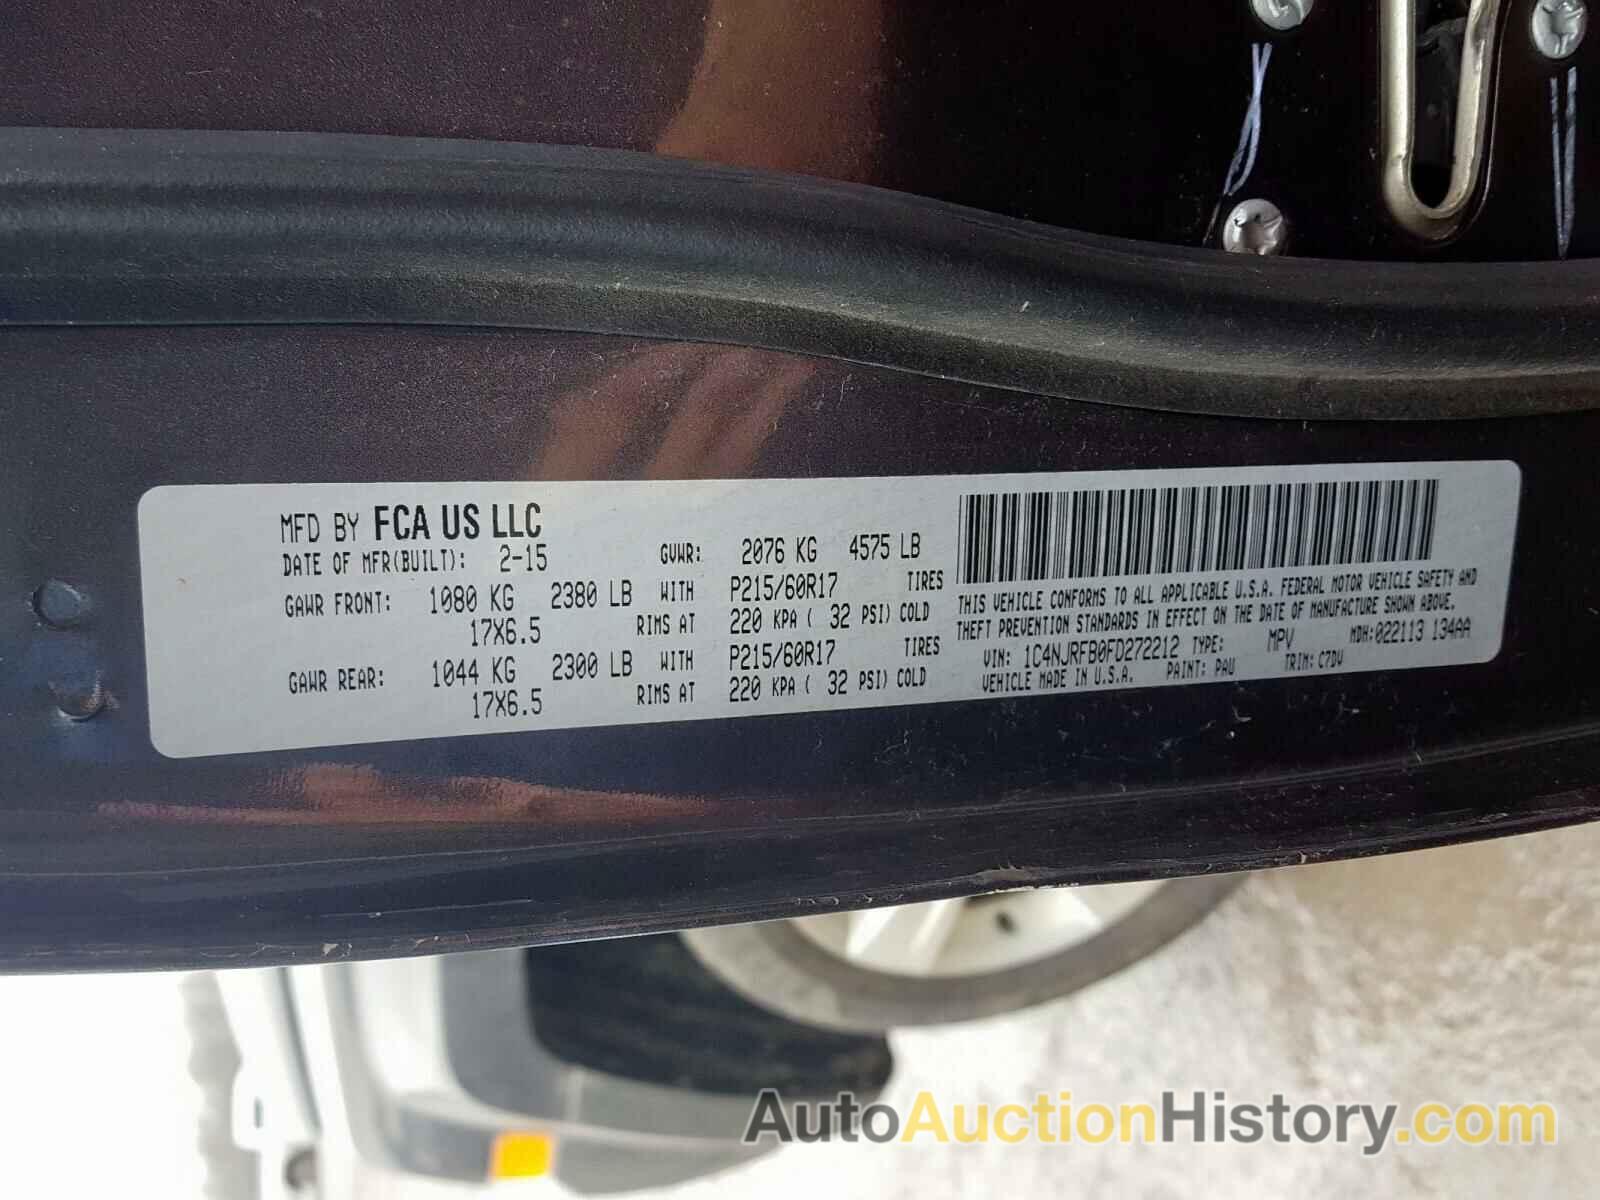 MFD BY FCA US LLC
DATE OF MFR(BUILT): 2-15 GVWR: 2076 KG 4575 LB
GAWR FRONT: 1080 KG 2380 LB WITH P215/60R17 TIRES
17X6.5 RIMS AT 220 KPA ( 32 PSI) COLD
GAWR REAR: 1044 KG 2300 LB WITH P215/60R17 TIRES
17X6.5 RIMS AT 220 KPA ( 32 PSI) COLD
THIS VEHICLE CONFORMS TO ALL APPLICABLE U.S.A. FEDERAL MOTOR VEHICLE SAFETY AND
THEFT PREVENTION STANDARDS IN EFFECT ON THE DATE OF MANUFACTURE SHOWN ABOVE.
VIN: 1C4NJRFB0FD272212 TYPE: MPV MDH:022113 134AA
VEHICLE MADE IN U.S.A. PAINT: PAU TRIM: C7DV
AutoAuctionHistory.com